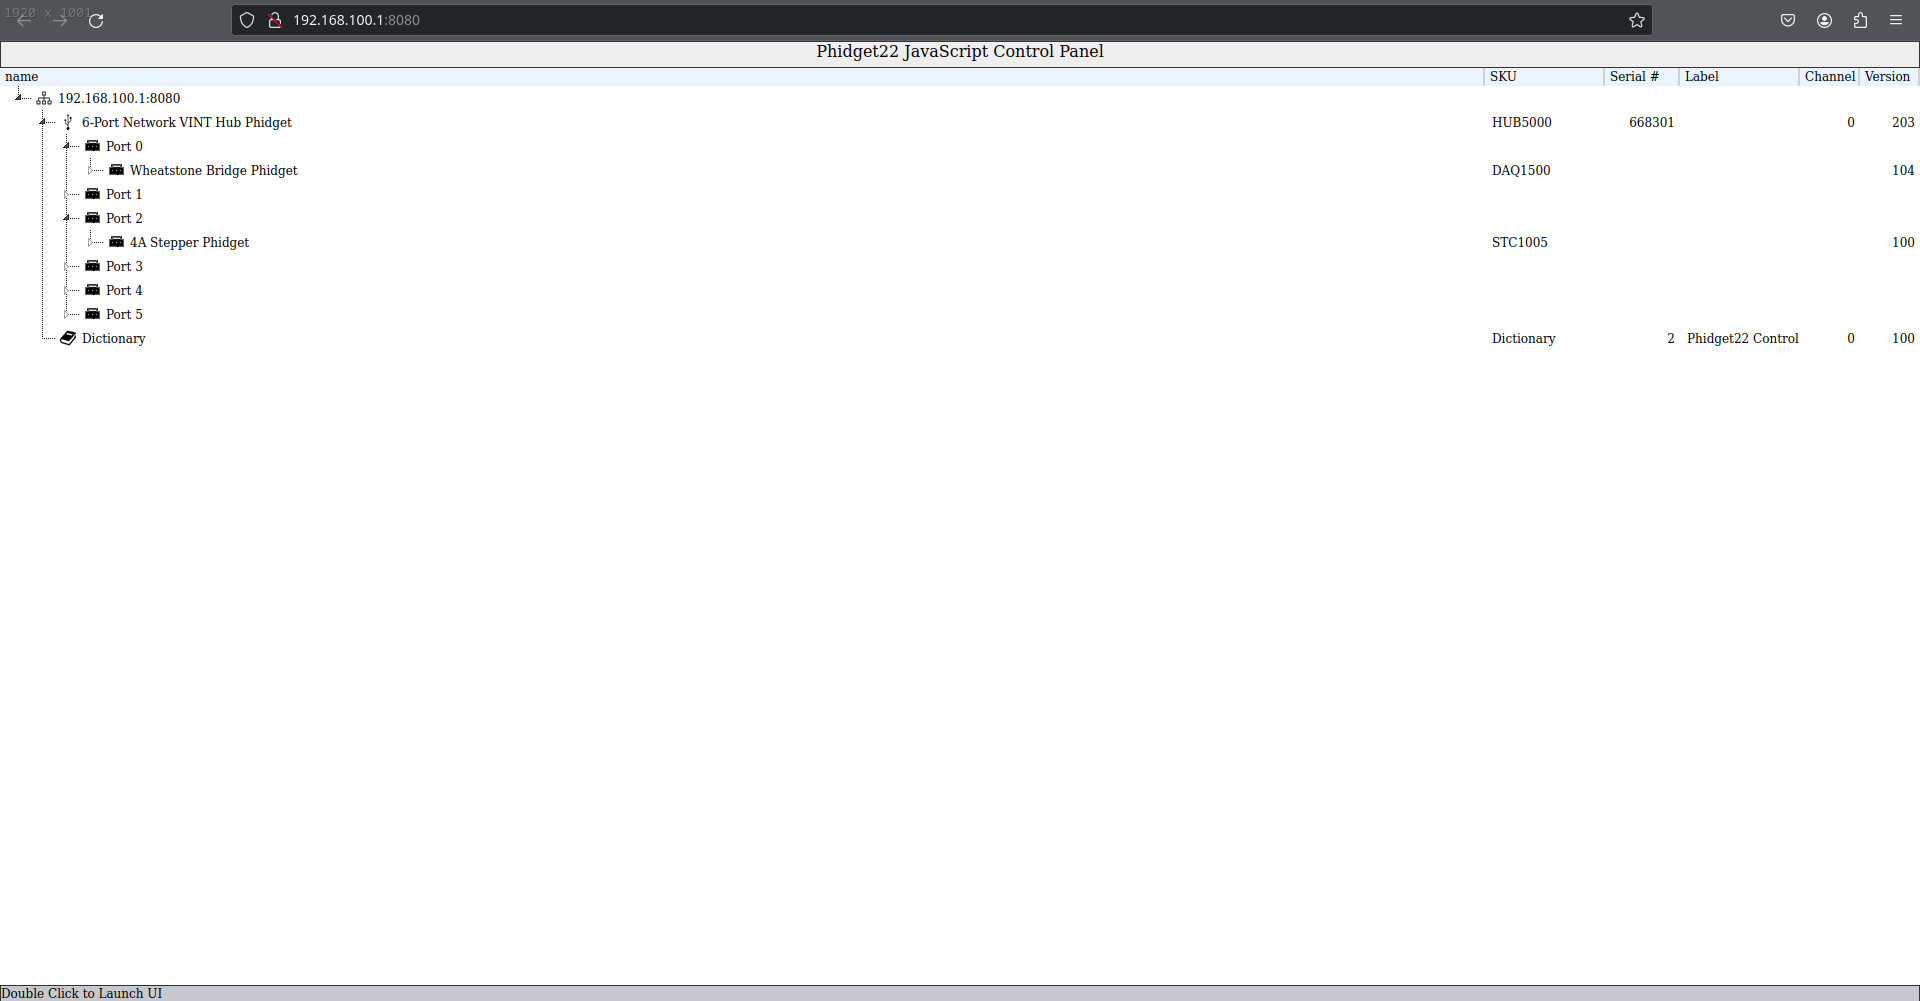 1920 x 1001
192.168.100.1:8080
Phidget22 JavaScript Control Panel
name SKU Serial # Label Channel Version
192.168.100.1:8080
6-Port Network VINT Hub Phidget HUB5000 668301 0 203
Port 0
Wheatstone Bridge Phidget DAQ1500 104
Port 1
Port 2
4A Stepper Phidget STC1005 100
Port 3
Port 4
Port 5
Dictionary Dictionary 2 Phidget22 Control 0 100
Double Click to Launch UI